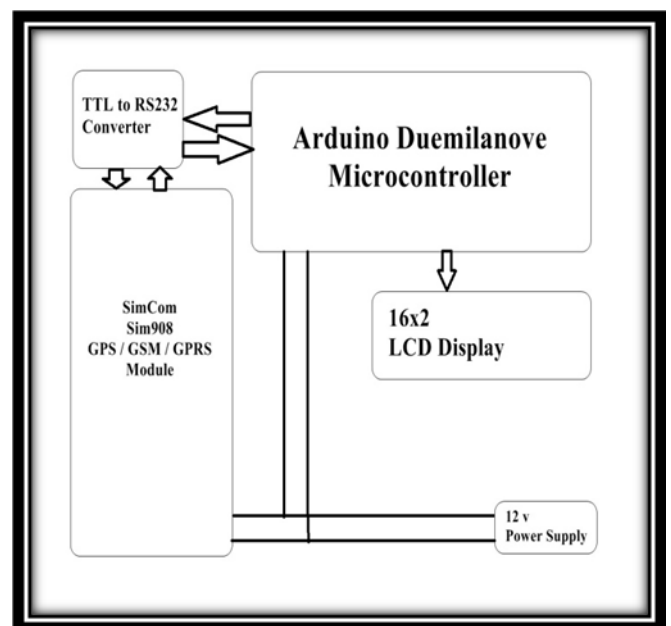 TTL to RS232
Converter
Arduino Duemilanove
Microcontroller
SimCom
Sim908
GPS / GSM / GPRS
Module
16x2
LCD Display
12 v
Power Supply